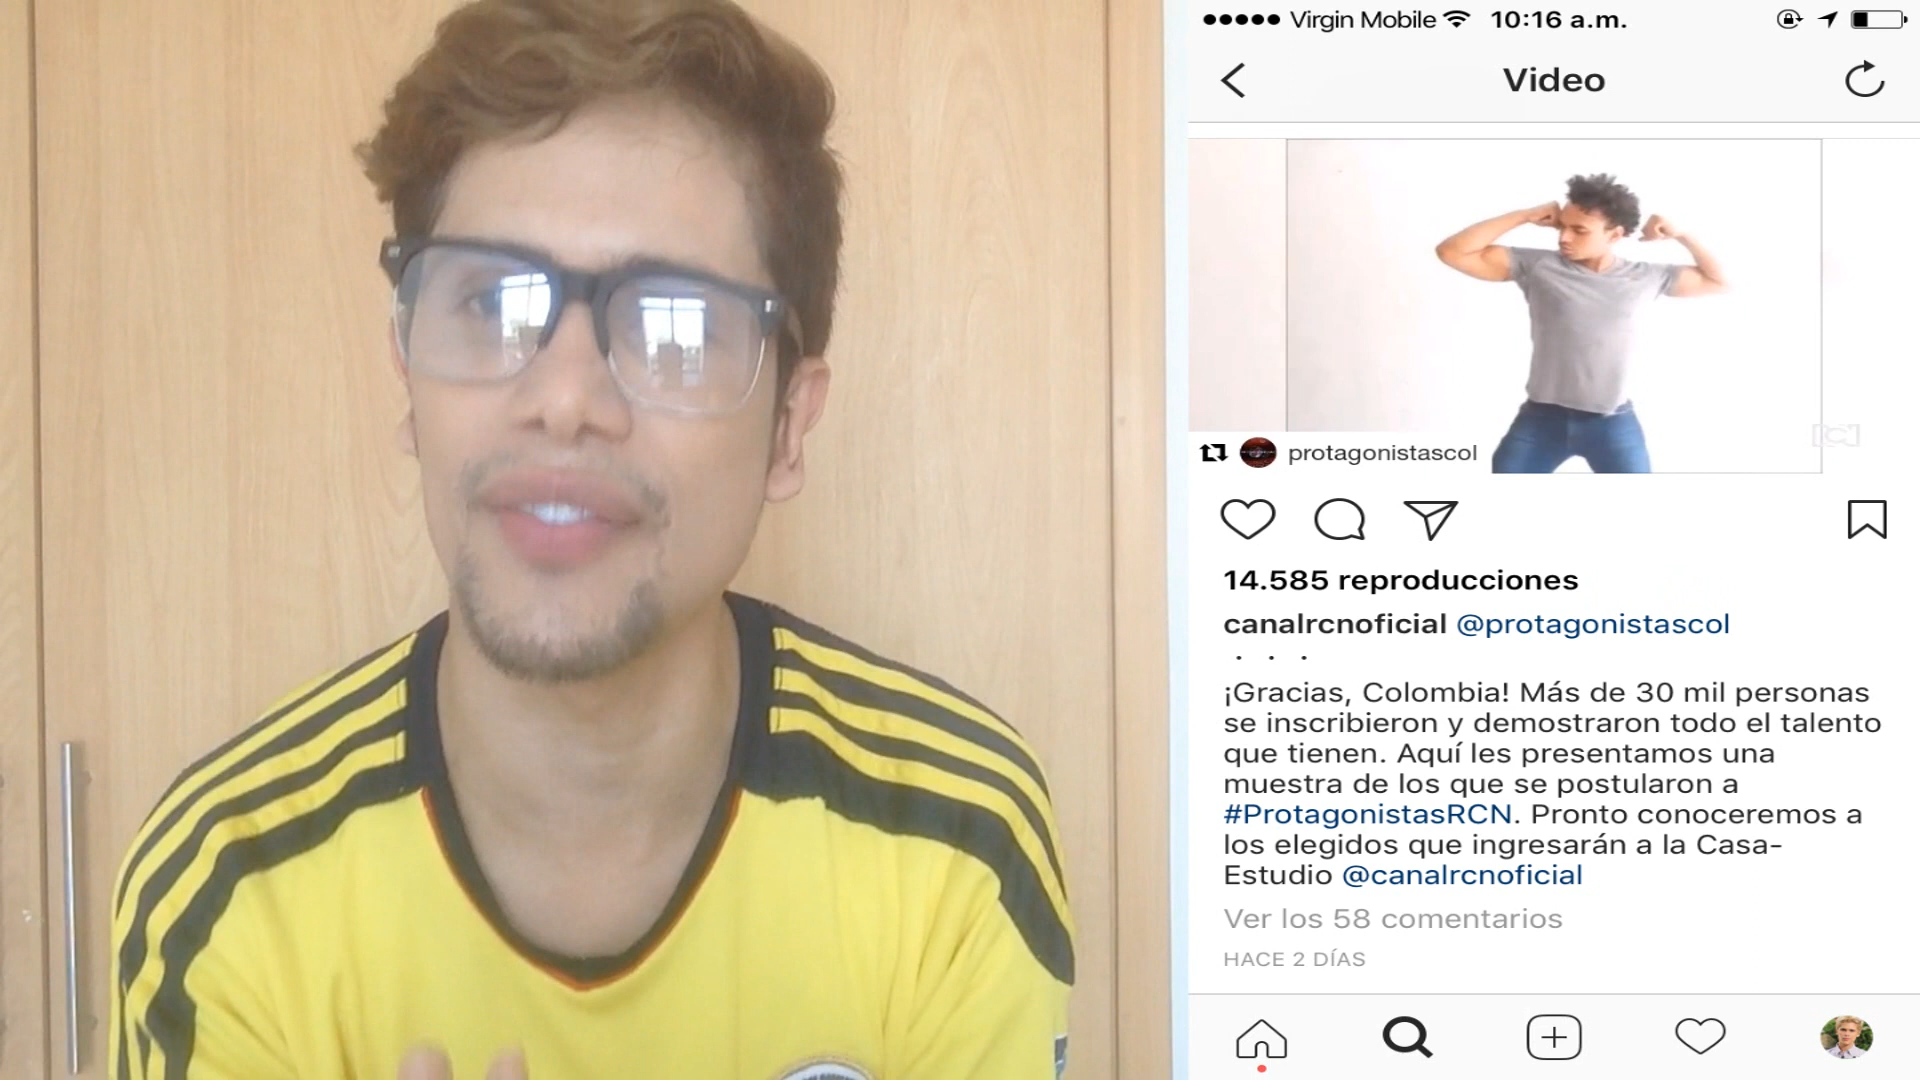 Virgin Mobile 10:16 a.m.
Video
protagonistascol
14.585 reproducciones
canalrcnoficial @protagonistascol
. . .
¡Gracias, Colombia! Más de 30 mil personas
se inscribieron y demostraron todo el talento
que tienen. Aquí les presentamos una
muestra de los que se postularon a
#ProtagonistasRCN. Pronto conoceremos a
los elegidos que ingresarán a la Casa-
Estudio @canalrcnoficial
Ver los 58 comentarios
HACE 2 DÍAS